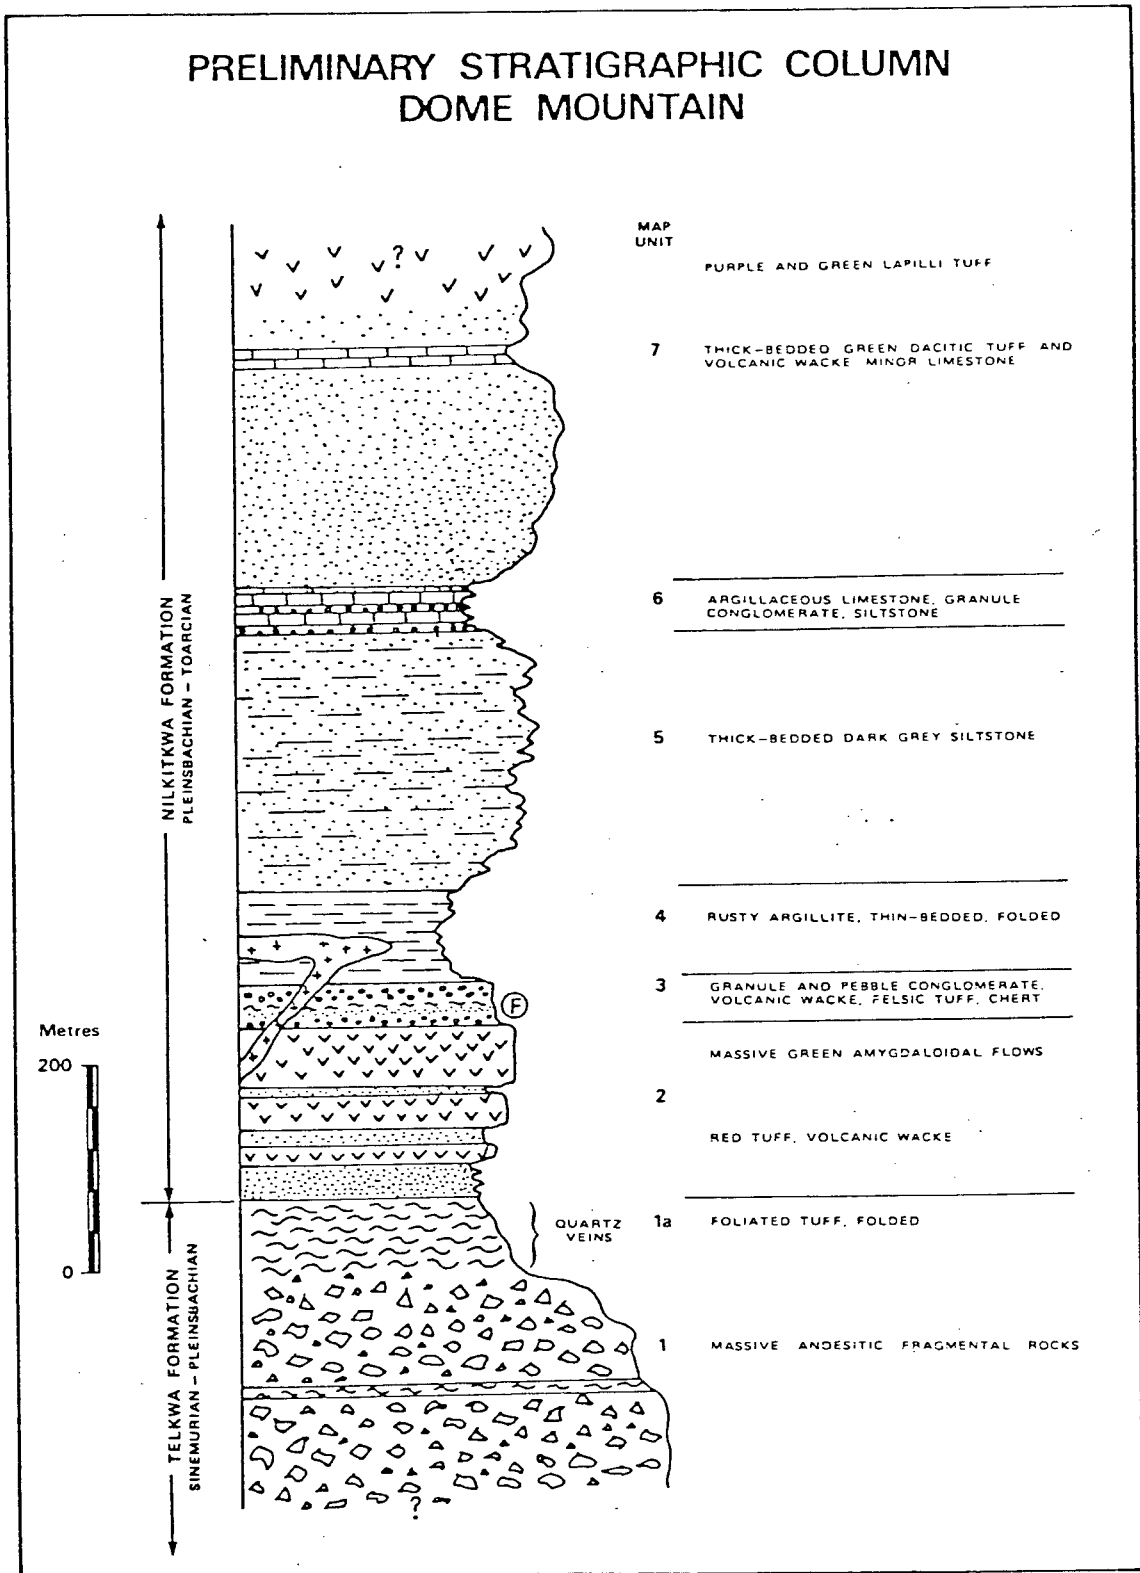 PRELIMINARY STRATIGRAPHIC COLUMN
DOME MOUNTAIN
MAP
UNIT
PURPLE AND GREEN LAPILLI TUFF
?
7
THICK-BEDDED GREEN DACITIC TUFF AND
VOLCANIC WACKE MINOR LIMESTONE
6
ARGILLACEOUS LIMESTONE, GRANULE
CONGLOMERATE, SILTSTONE
NILKITKWA FORMATION
PLEINSBACHIAN - TOARCIAN
5
THICK-BEDDED DARK GREY SILTSTONE
4
RUSTY ARGILLITE, THIN-BEDDED, FOLDED
3
GRANULE AND PEBBLE CONGLOMERATE,
VOLCANIC WACKE, FELSIC TUFF, CHERT
F
Metres
200
100
0
MASSIVE GREEN AMYGDALOIDAL FLOWS
2
RED TUFF, VOLCANIC WACKE
QUARTZ
VEINS
1a
FOLIATED TUFF, FOLDED
TELKWA FORMATION
SINEMURIAN - PLEINSBACHIAN
1
MASSIVE ANDESITIC FRAGMENTAL ROCKS
?